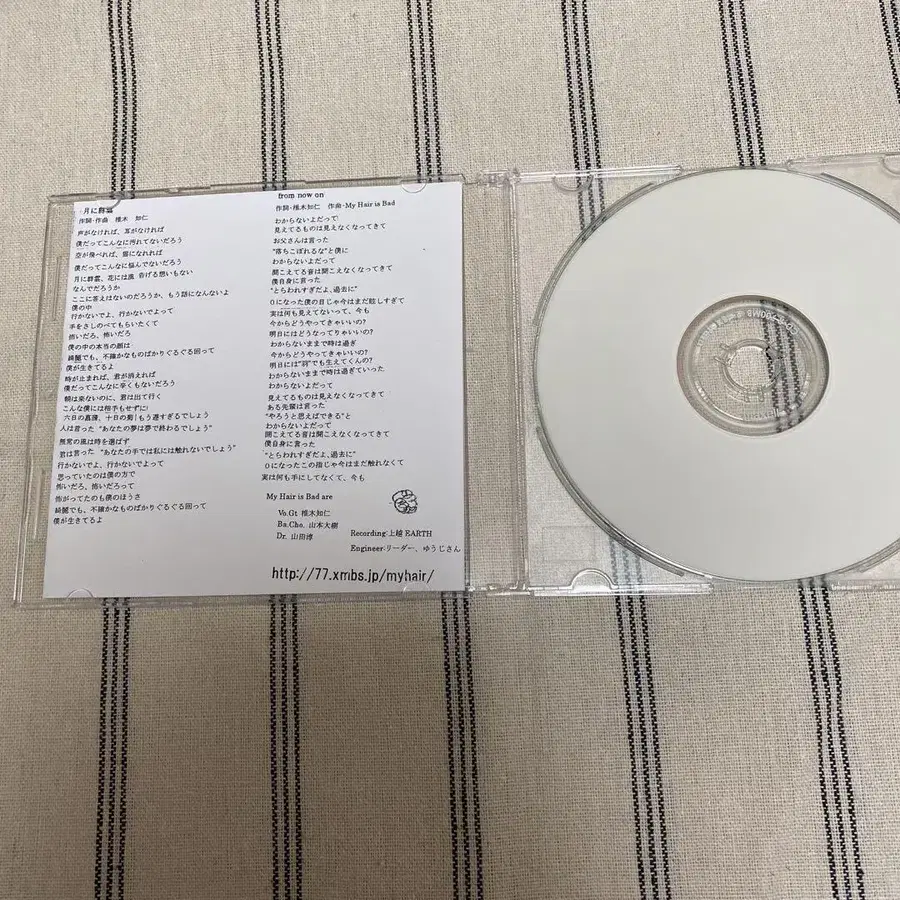 月に群雲
作詞・作曲 椎木 知仁
声がなければ、耳がなければ
僕だってこんなに汚れてないだろう
空が飛べれば、猫になれれば
僕だってこんなに悩んでないだろう
月に群雲、花には風 告げる想いもない
なんでだろうか
ここに答えはないのだろうか、もう話になんないよ
僕の中
行かないでよ、行かないでよって
手をさしのべてもらいたくて
怖いだろ、怖いだろ
僕の中の本当の顔は
綺麗でも、不確かなものばかりぐるぐる回って
僕が生きてるよ
時が止まれば、君が消えれば
僕だってこんなに辛くもないだろう
朝は来ないのに、君は出て行く
こんな僕には相手もせずに!
六日の菖蒲、十日の菊!もう遅すぎるでしょう
人は言った "あなたの夢は夢で終わるでしょう"
無常の風は時を選ばず
君は言った "あなたの手では私には触れないでしょう"
行かないでよ、行かないでよって
思っていたのは僕の方で
怖いだろ、怖いだろって
怖がってたのも僕のほうさ
綺麗でも、不確かなものばかりぐるぐる回って
僕が生きてるよ
from now on
作詞・椎木知仁 作曲・My Hair is Bad
わからないよだって
見えてるものは見えなくなってきて
お父さんは言った
"落ちこぼれるな"と僕に
わからないよだって
聞こえてる音は聞こえなくなってきて
僕自身に言った
"とらわれすぎだよ、過去に"
0になった僕の目じゃ今はまだ眩しすぎて
実は何も見えてないって、今も
今からどうやってきゃいいの?
明日にはどうなってりゃいいの?
わからないままで時は過ぎ
今からどうやってきゃいいの?
明日には"羽"でも生えてくんの?
わからないままで時は過ぎていった
わからないよだって
見えてるものは見えなくなってきて
ある先輩は言った
"やろうと思えばできる"と
わからないよだって
聞こえてる音は聞こえなくなってきて
僕自身に言った
"とらわれすぎだよ、過去に"
0になったこの指じゃ今はまだ触れなくて
実は何も手にしてなくて、今も
My Hair is Bad are
Vo.Gt 椎木知仁
Ba.Cho. 山本大樹
Dr. 山田淳
Recording:上越 EARTH
Engineer:リーダー、ゆうじさん
http://77.xmbs.jp/myhair/